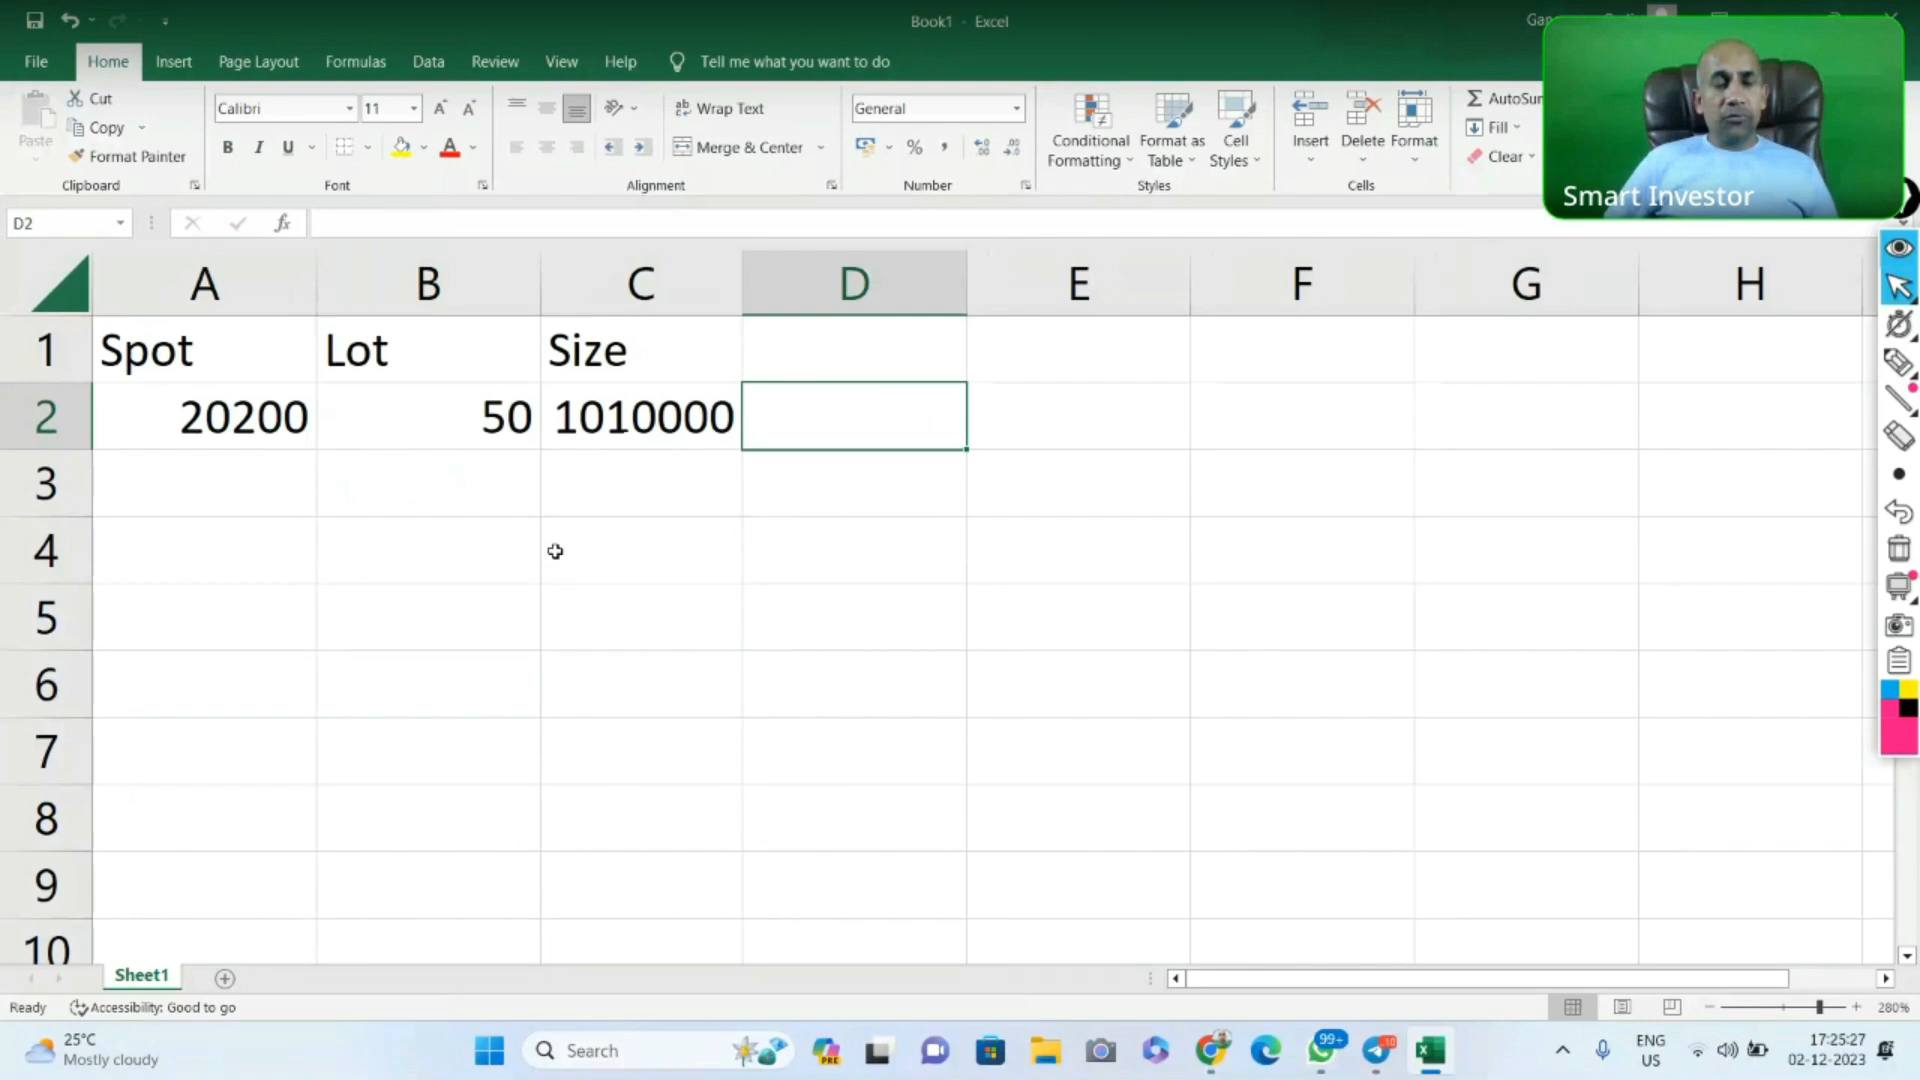 Book1 - Excel
File
Home
Insert
Page Layout
Formulas
Data
Review
View
Help
Tell me what you want to do
Paste
Cut
Copy
Format Painter
Clipboard
Calibri
11
B I U
Font
Wrap Text
Merge & Center
Alignment
General
Number
Conditional
Formatting
Format as
Table
Cell
Styles
Styles
Insert
Delete
Format
Cells
Fill
Clear
Smart Investor
D2
fx
A B C D E F G H
1 Spot Lot Size
2 20200 50 1010000
3
4
5
6
7
8
9
10
Sheet1
Ready
Accessibility: Good to go
280%
25°C
Mostly cloudy
Search
PRE
99+
ENG
US
17:25:27
02-12-2023